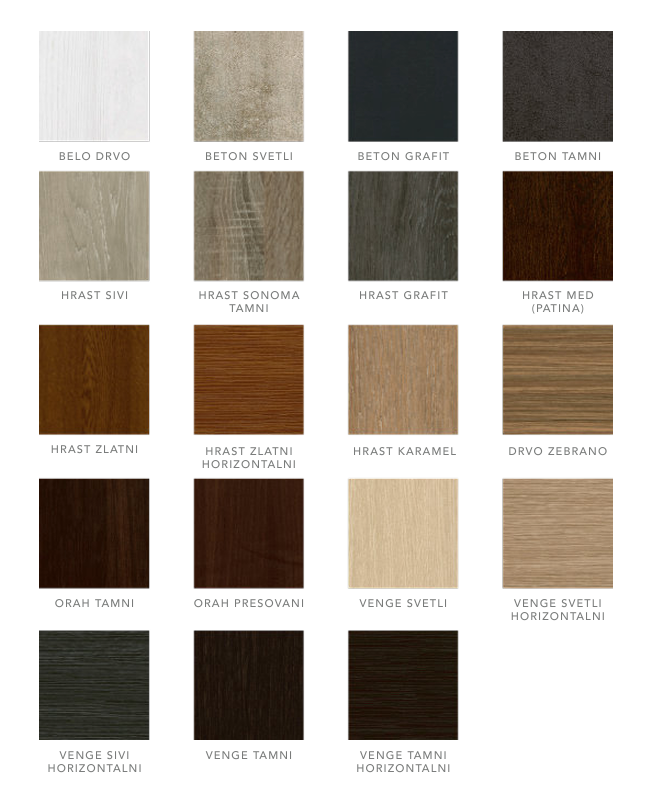 BELO DRVO
BETON SVETLI
BETON GRAFIT
BETON TAMNI
HRAST SIVI
HRAST SONOMA
TAMNI
HRAST GRAFIT
HRAST MED
(PATINA)
HRAST ZLATNI
HRAST ZLATNI
HORIZONTALNI
HRAST KARAMEL
DRVO ZEBRANO
ORAH TAMNI
ORAH PRESOVANI
VENGE SVETLI
VENGE SVETLI
HORIZONTALNI
VENGE SIVI
HORIZONTALNI
VENGE TAMNI
VENGE TAMNI
HORIZONTALNI